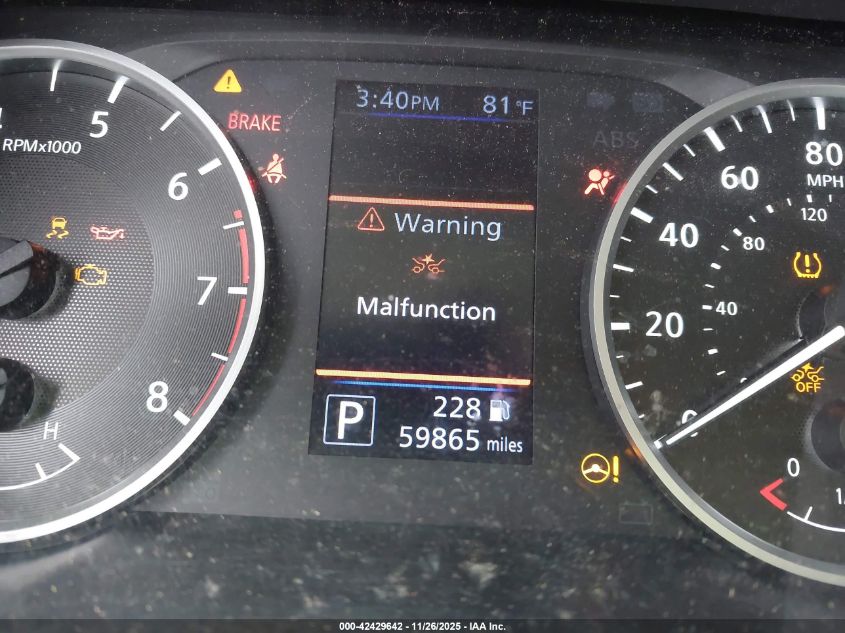 3:40PM 81°F
BRAKE
ABS
5
RPMx1000
6
7
8
H
Warning
Malfunction
P
228
59865 miles
80
MPH
60
120
40
80
20
40
0
OFF
0
000-42429642 - 11/26/2025 - IAA Inc.